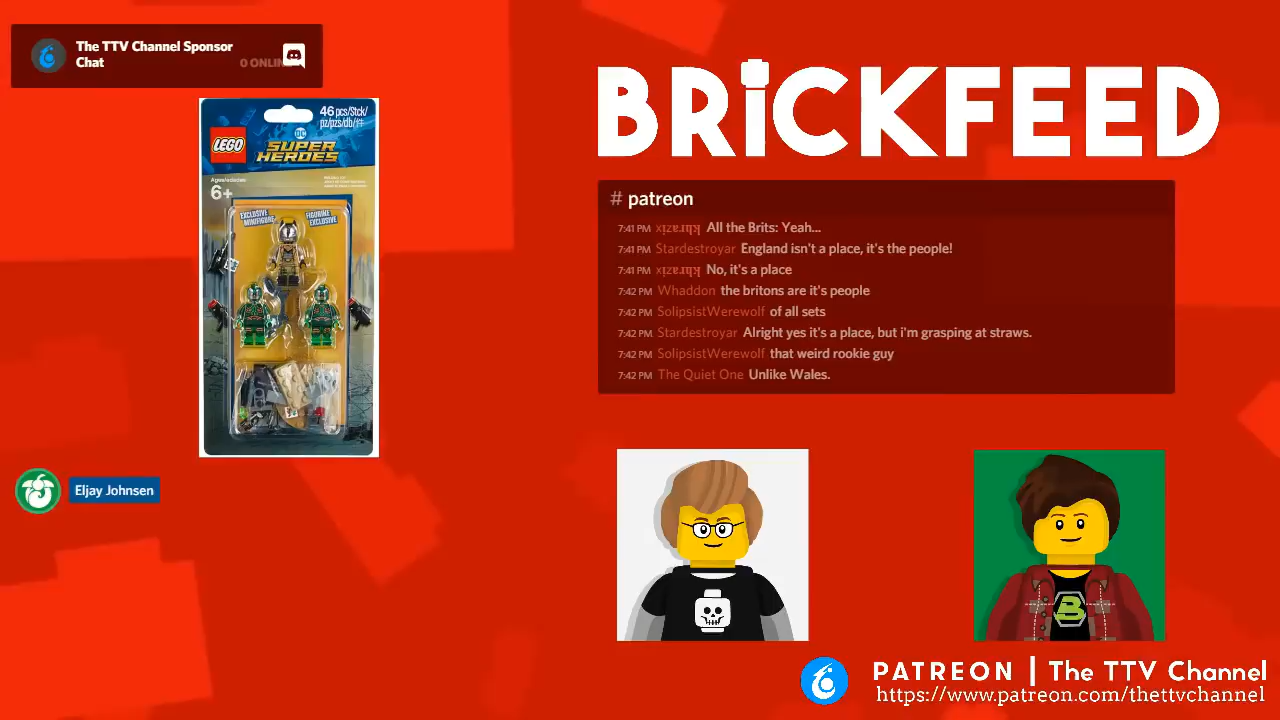 The TTV Channel Sponsor
Chat
0 ONLIN
46 pcs/Stck/
LEGO
DC
SUPER
HEROES
6+
EXCLUSIVE
MINIFIGURE
FIGURINE
EXCLUSIVE
Eljay Johnsen
BRICKFEED
# patreon
7:41 PM All the Brits: Yeah...
7:41 PM Stardestroyar England isn't a place, it's the people!
7:41 PM No, it's a place
7:42 PM Whaddon the britons are it's people
7:42 PM SolipsistWerewolf of all sets
7:42 PM Stardestroyar Alright yes it's a place, but i'm grasping at straws.
7:42 PM SolipsistWerewolf that weird rookie guy
7:42 PM The Quiet One Unlike Wales.
B
PATREON | The TTV Channel
https://www.patreon.com/thettvchannel